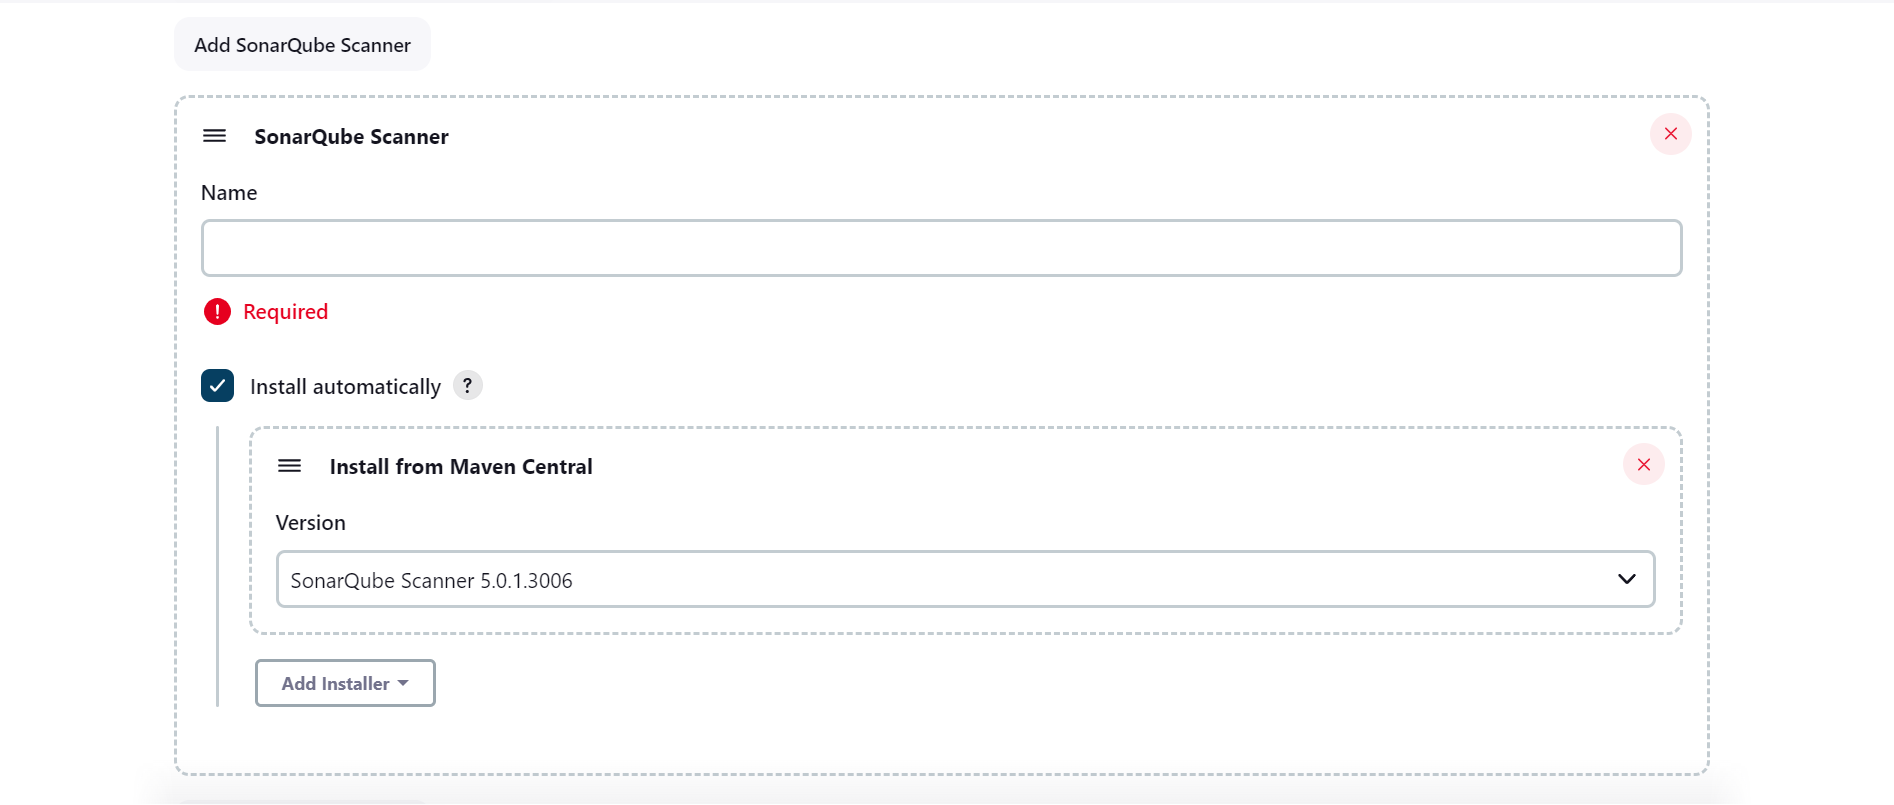 Add SonarQube Scanner
SonarQube Scanner
Name
! Required
Install automatically ?
Install from Maven Central
Version
SonarQube Scanner 5.0.1.3006
Add Installer